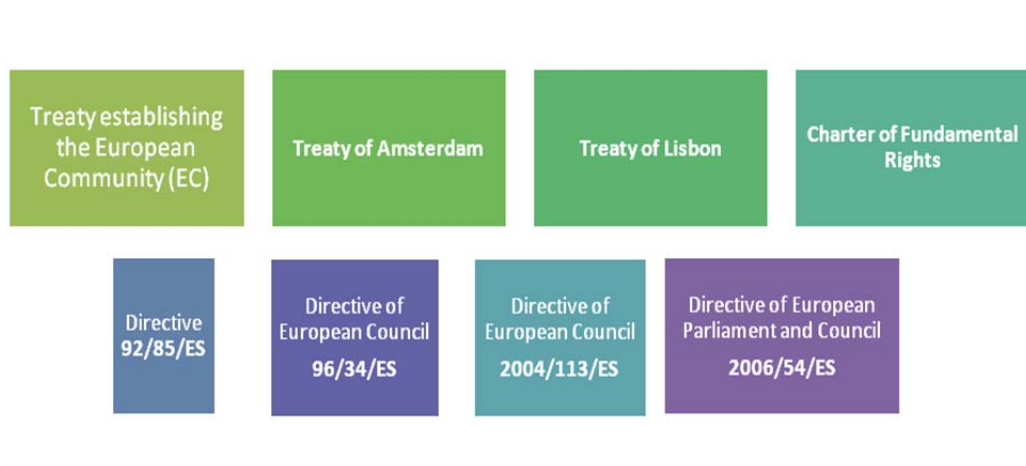 Treaty establishing
the European
Community (EC)
Treaty of Amsterdam
Treaty of Lisbon
Charter of Fundamental
Rights
Directive
92/85/ES
Directive of
European Council
96/34/ES
Directive of
European Council
2004/113/ES
Directive of European
Parliament and Council
2006/54/ES